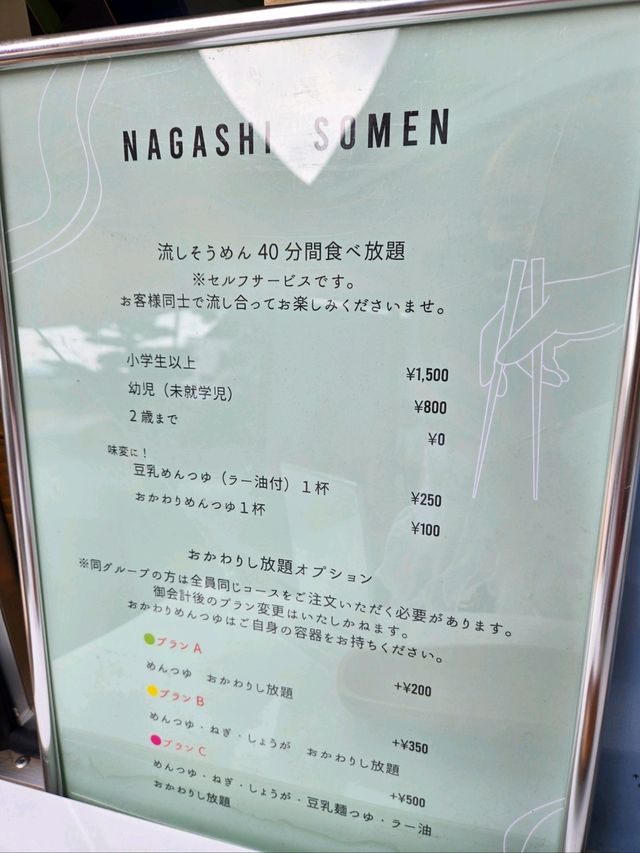 NAGASHI SOMEN
流しそうめん 40 分間食べ放題
※セルフサービスです。
お客様同士で流し合ってお楽しみくださいませ。
小学生以上 ¥1,500
幼児（未就学児） ¥800
２歳まで ¥0
味変に！
豆乳めんつゆ（ラー油付）１杯 ¥250
おかわりめんつゆ１杯 ¥100
おかわりし放題オプション
※同グループの方は全員同じコースをご注文いただく必要があります。
御会計後のプラン変更はいたしかねます。
おかわりめんつゆはご自身の容器をお持ちください。
プラン A
めんつゆ おかわりし放題 +¥200
プラン B
めんつゆ・ねぎ・しょうが おかわりし放題 +¥350
プラン C
めんつゆ・ねぎ・しょうが・豆乳麺つゆ・ラー油 +¥500
おかわりし放題